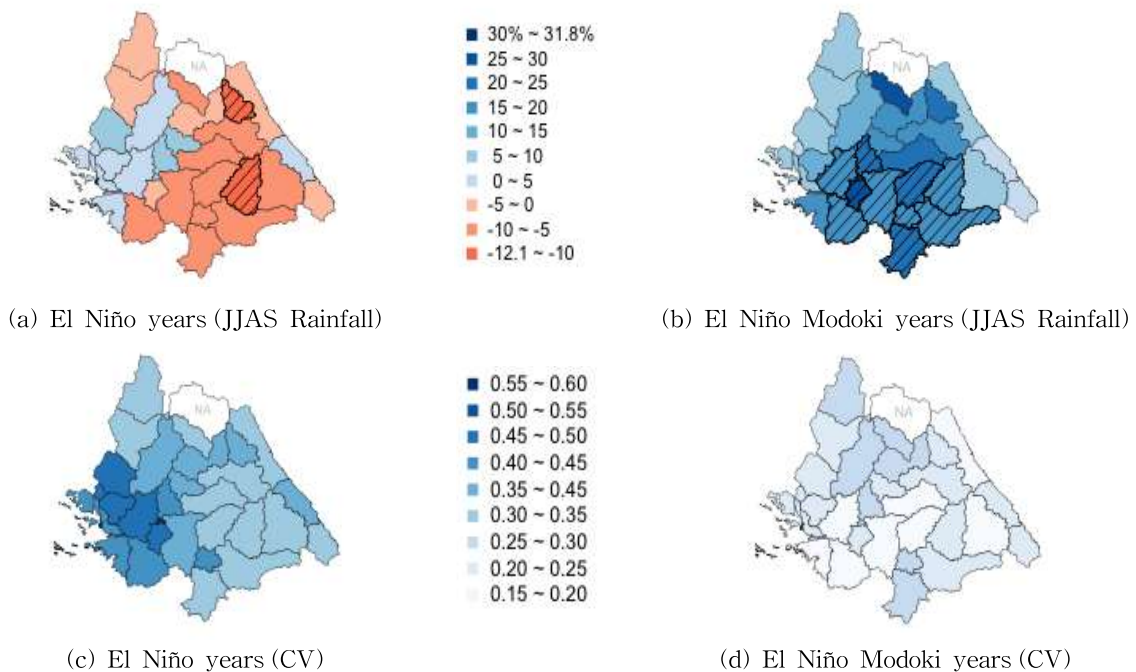 NA
30% ~ 31.8%
25 ~ 30
20 ~ 25
15 ~ 20
10 ~ 15
5 ~ 10
0 ~ 5
-5 ~ 0
-10 ~ -5
-12.1 ~ -10
NA
(a) El Niño years (JJAS Rainfall)
(b) El Niño Modoki years (JJAS Rainfall)
NA
0.55 ~ 0.60
0.50 ~ 0.55
0.45 ~ 0.50
0.40 ~ 0.45
0.35 ~ 0.45
0.30 ~ 0.35
0.25 ~ 0.30
0.20 ~ 0.25
0.15 ~ 0.20
NA
(c) El Niño years (CV)
(d) El Niño Modoki years (CV)